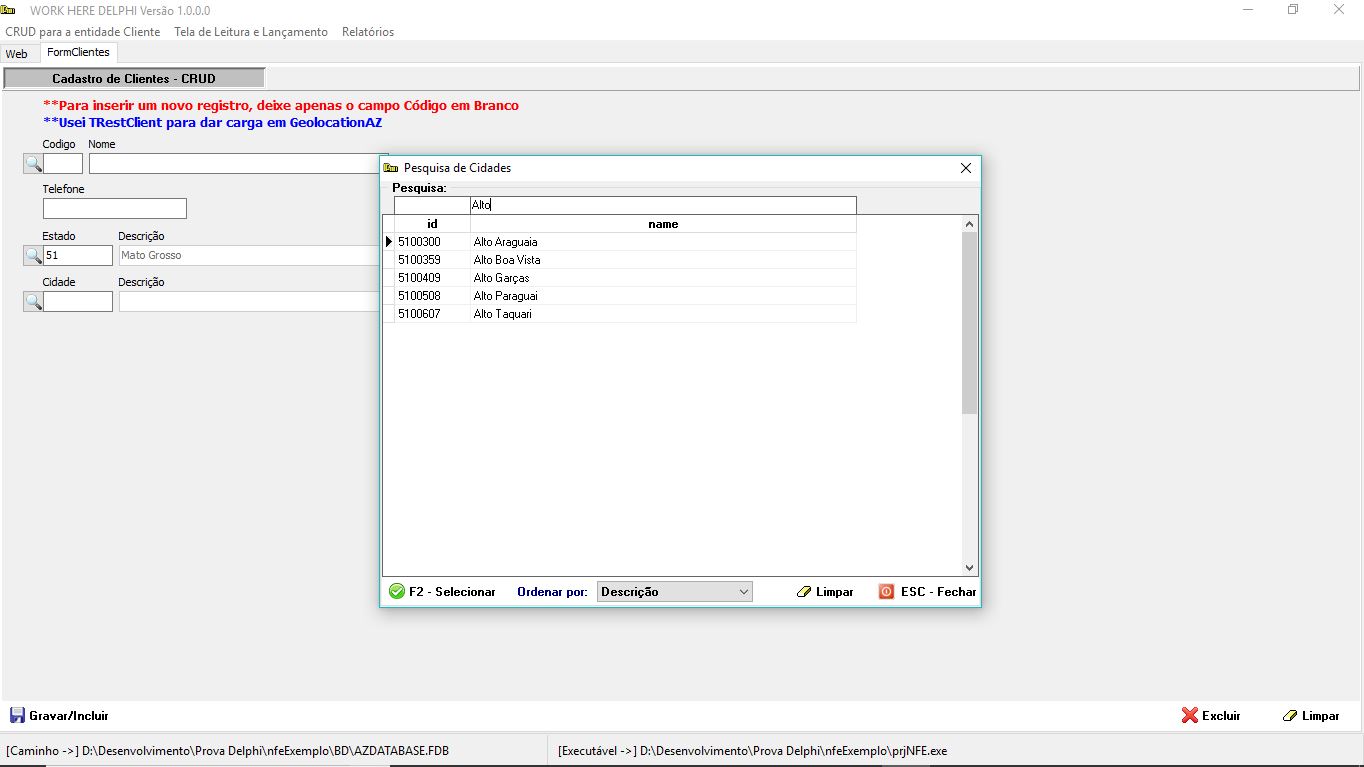 WORK HERE DELPHI Versão 1.0.0.0
CRUD para a entidade Cliente Tela de Leitura e Lançamento Relatórios
Web FormClientes
Cadastro de Clientes - CRUD
**Para inserir um novo registro, deixe apenas o campo Código em Branco
**Usei TRestClient para dar carga em GeolocationAZ
Codigo Nome
Telefone
Estado Descrição
51 Mato Grosso
Cidade Descrição
Pesquisa de Cidades
Pesquisa:
Alto
id name
5100300 Alto Araguaia
5100359 Alto Boa Vista
5100409 Alto Garças
5100508 Alto Paraguai
5100607 Alto Taquari
F2 - Selecionar Ordenar por: Descrição Limpar ESC - Fechar
Gravar/Incluir Excluir Limpar
[Caminho ->] D:\Desenvolvimento\Prova Delphi\nfeExemplo\BD\AZDATABASE.FDB [Executável ->] D:\Desenvolvimento\Prova Delphi\nfeExemplo\prjNFE.exe